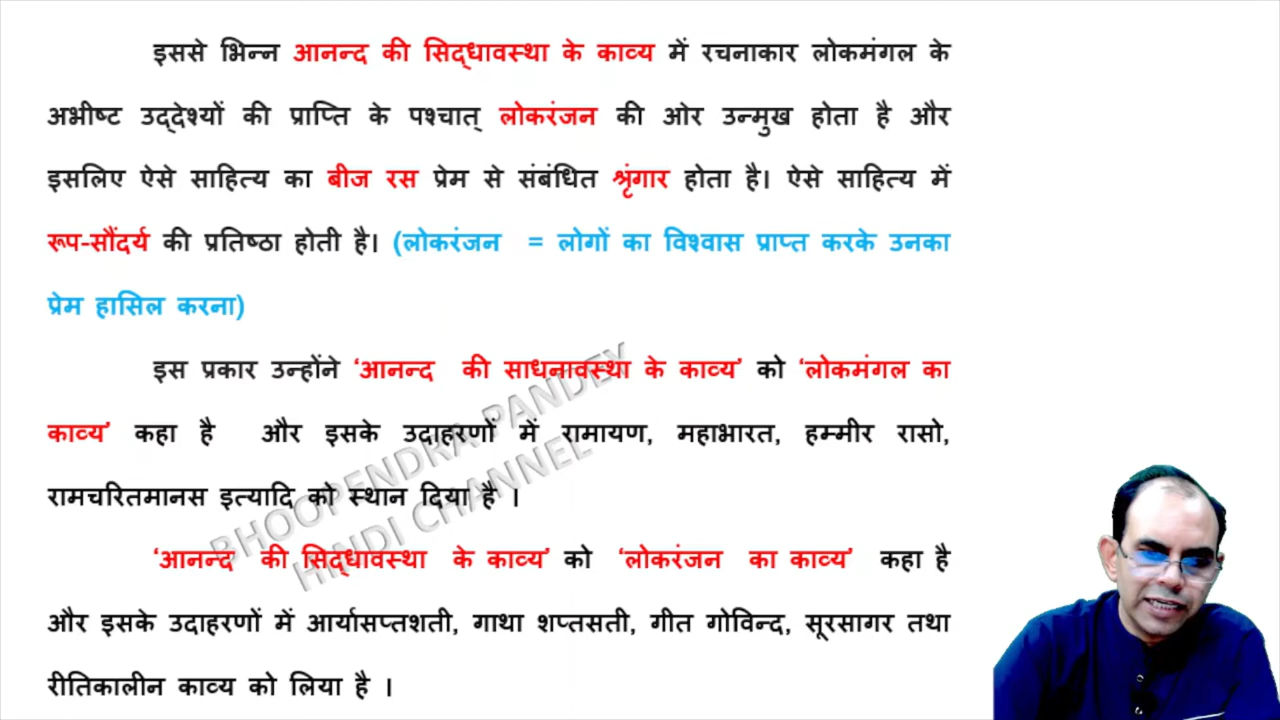 इससे भिन्न आनन्द की सिद्धावस्था के काव्य में रचनाकार लोकमंगल के
अभीष्ट उद्देश्यों की प्राप्ति के पश्चात् लोकरंजन की ओर उन्मुख होता है और
इसलिए ऐसे साहित्य का बीज रस प्रेम से संबंधित श्रृंगार होता है। ऐसे साहित्य में
रूप-सौंदर्य की प्रतिष्ठा होती है। (लोकरंजन = लोगों का विश्वास प्राप्त करके उनका
प्रेम हासिल करना)
इस प्रकार उन्होंने ‘आनन्द की साधनावस्था के काव्य’ को ‘लोकमंगल का
काव्य’ कहा है और इसके उदाहरणों में रामायण, महाभारत, हम्मीर रासो,
रामचरितमानस इत्यादि को स्थान दिया है ।
‘आनन्द की सिद्धावस्था के काव्य’ को ‘लोकरंजन का काव्य’ कहा है
और इसके उदाहरणों में आर्यासप्तशती, गाथा शप्तसती, गीत गोविन्द, सूरसागर तथा
रीतिकालीन काव्य को लिया है ।
BHOOPENDRA PANDEY
HINDI CHANNEL